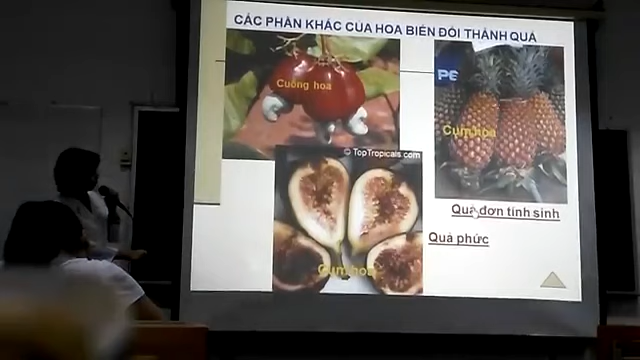 CÁC PHẦN KHÁC CỦA HOA BIẾN ĐỔI THÀNH QUẢ
Cuống hoa
Cụm hoa
© TopTropicals.com
Cụm hoa
Quả đơn tính sinh
Quả phức